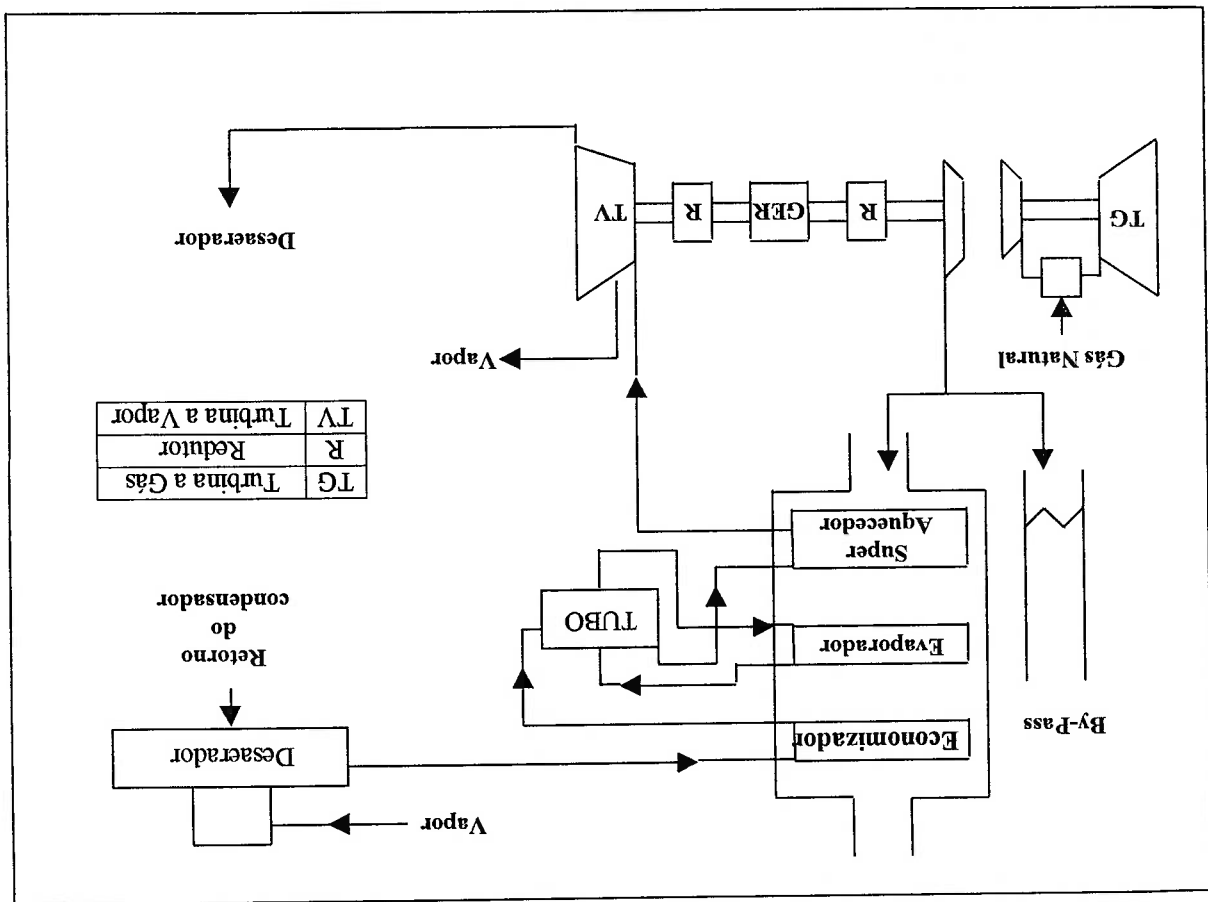 Vapor
By-Pass
Economizador
Desaerador
Evaporador
TUBO
Retorno
do
condensador
Super
Aquecedor
TG Turbina a Gás
R Redutor
TV Turbina a Vapor
Gás Natural
Vapor
TG
R
GER
R
TV
Desaerador